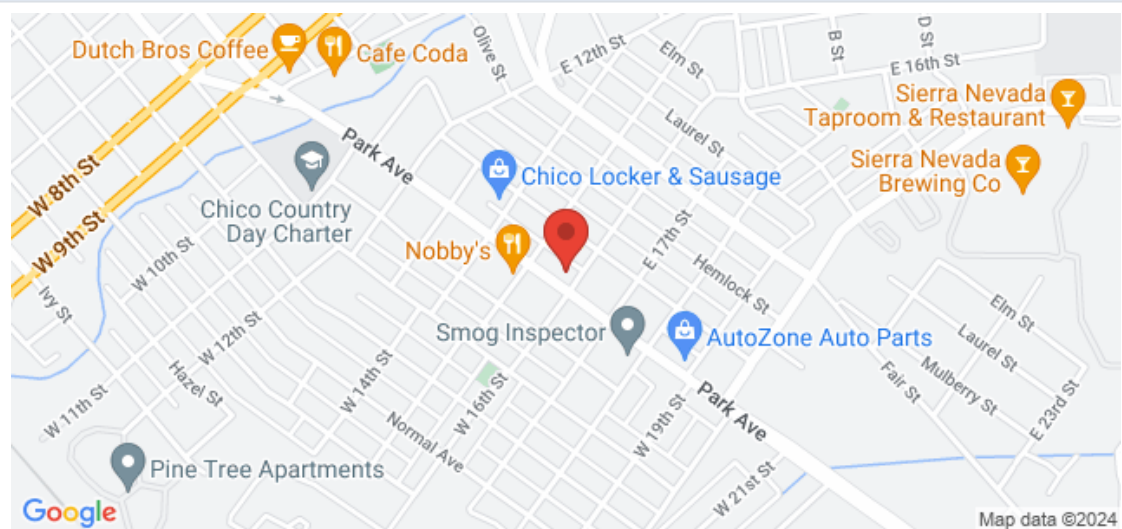 Dutch Bros Coffee
Cafe Coda
Olive St
E 12th St
Elm St
B St
D St
E 16th St
Sierra Nevada
Taproom & Restaurant
Laurel St
Park Ave
W 8th St
W 9th St
Chico Country
Day Charter
Chico Locker & Sausage
Sierra Nevada
Brewing Co
W 10th St
Nobby's
E 17th St
Hemlock St
Ivy St
Smog Inspector
AutoZone Auto Parts
Elm St
Laurel St
Mulberry St
Fair St
E 23rd St
W 12th St
Hazel St
W 14th St
W 16th St
W 11th St
Normal Ave
W 19th St
Park Ave
W 21st St
Pine Tree Apartments
Google
Map data ©2024